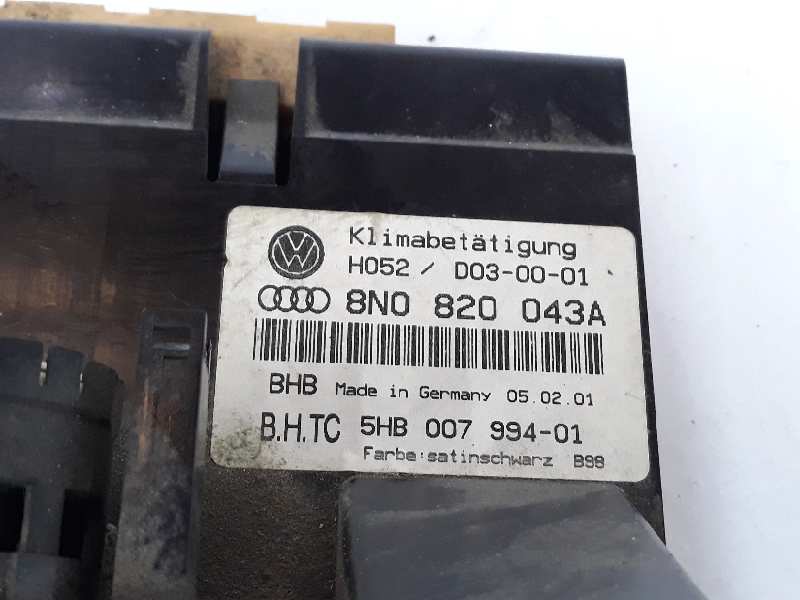 Klimabetätigung
H052 / D03-00-01
8N0 820 043A
BHB Made in Germany 05.02.01
B.H.TC 5HB 007 994-01
Farbe:satinschwarz B98